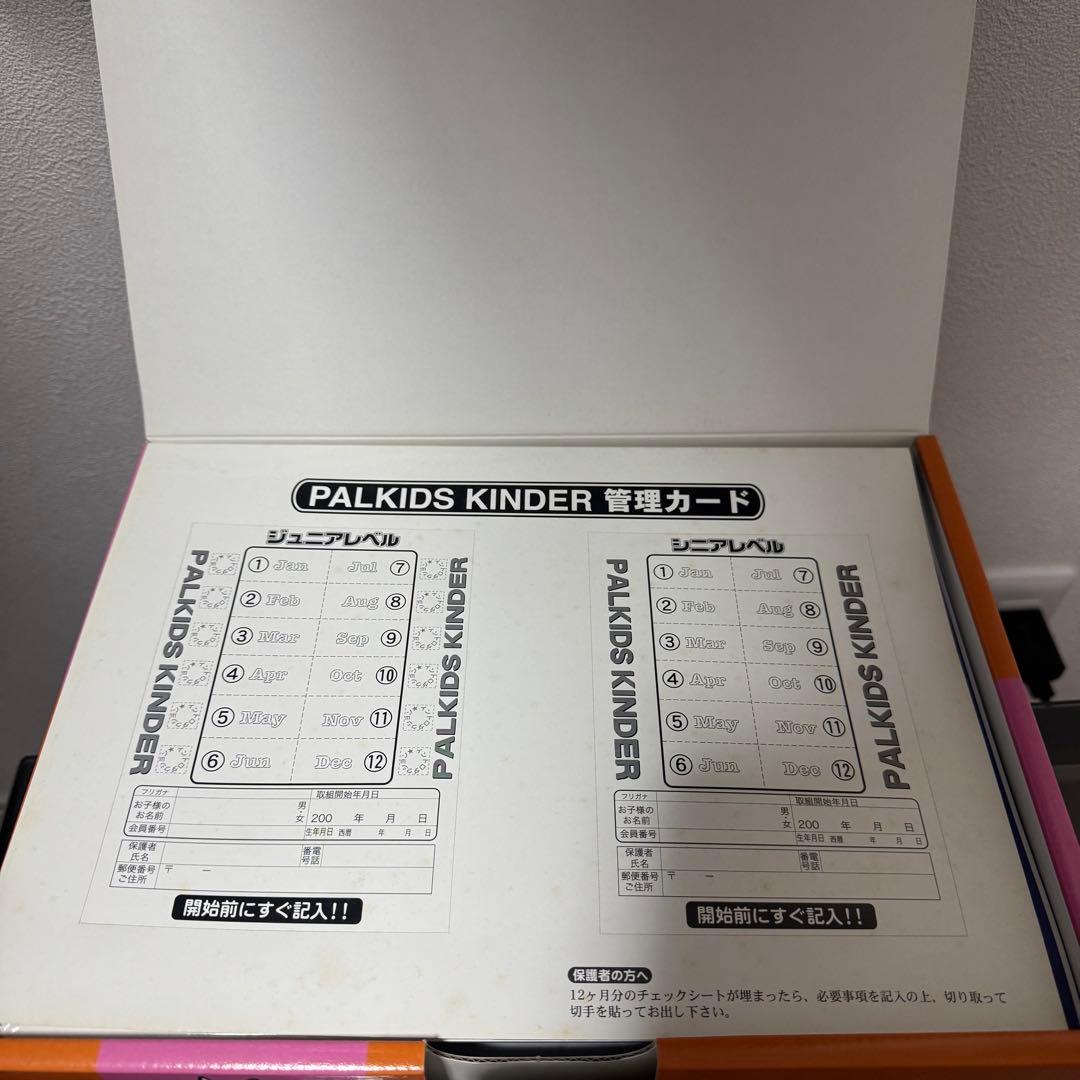 PALKIDS KINDER 管理カード
ジュニアレベル
PALKIDS KINDER
① Jan Jul ⑦
② Feb Aug ⑧
③ Mar Sep ⑨
④ Apr Oct ⑩
⑤ May Nov ⑪
⑥ Jun Dec ⑫
PALKIDS KINDER
フリガナ
お子様の
お名前
男・女
取組開始年月日
200 年 月 日
会員番号
生年月日 西暦 年 月 日
保護者
氏名
電話
番号
郵便番号
ご住所
〒 －
開始前にすぐ記入!!
シニアレベル
PALKIDS KINDER
① Jan Jul ⑦
② Feb Aug ⑧
③ Mar Sep ⑨
④ Apr Oct ⑩
⑤ May Nov ⑪
⑥ Jun Dec ⑫
PALKIDS KINDER
フリガナ
お子様の
お名前
男・女
取組開始年月日
200 年 月 日
会員番号
生年月日 西暦 年 月 日
保護者
氏名
電話
番号
郵便番号
ご住所
〒 －
開始前にすぐ記入!!
保護者の方へ
12ヶ月分のチェックシートが埋まったら、必要事項を記入の上、切り取って
切手を貼ってお出し下さい。